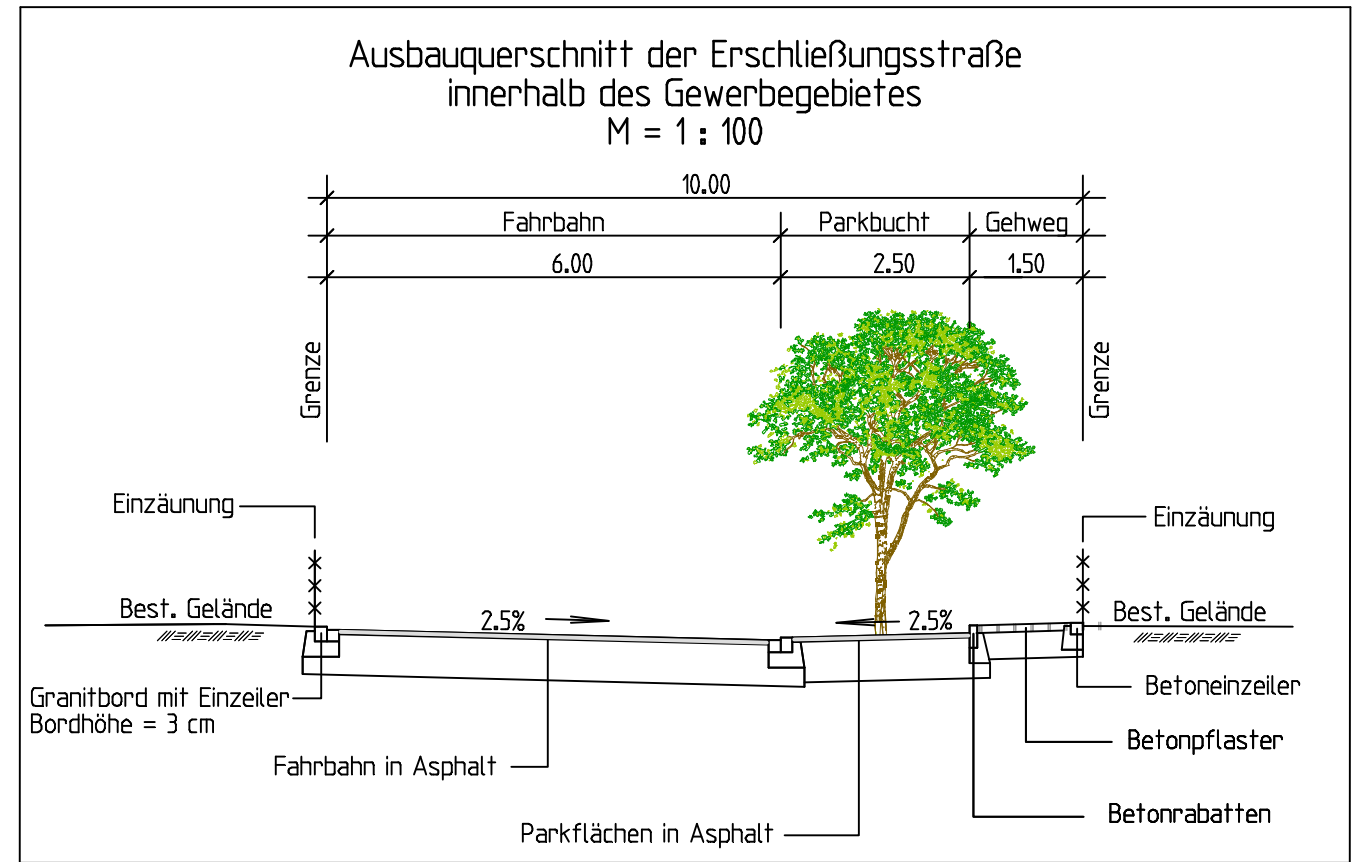 Ausbauquerschnitt der Erschließungsstraße
innerhalb des Gewerbegebietes
M = 1 : 100
10.00
Fahrbahn
Parkbucht
Gehweg
6.00
2.50
1.50
Grenze
Grenze
Einzäunung
Einzäunung
Best. Gelände
2.5%
2.5%
Best. Gelände
Granitbord mit Einzeiler
Bordhöhe = 3 cm
Betoneinzeiler
Betonpflaster
Fahrbahn in Asphalt
Betonrabatten
Parkflächen in Asphalt